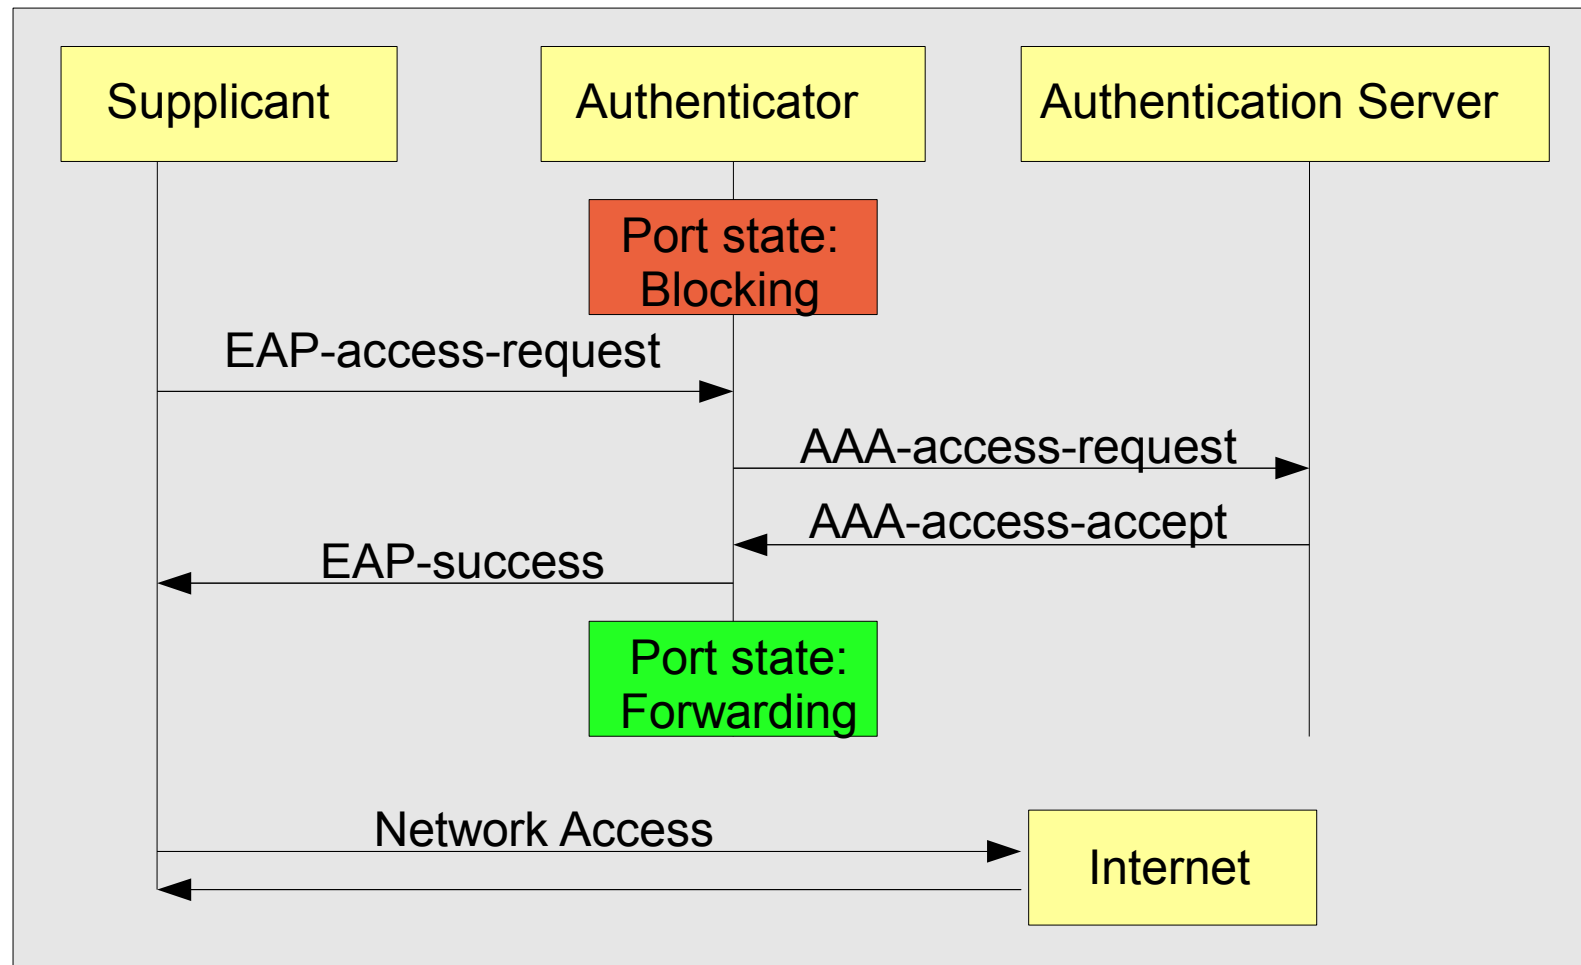 Supplicant
Authenticator
Authentication Server
Port state:
Blocking
EAP-access-request
AAA-access-request
AAA-access-accept
EAP-success
Port state:
Forwarding
Network Access
Internet